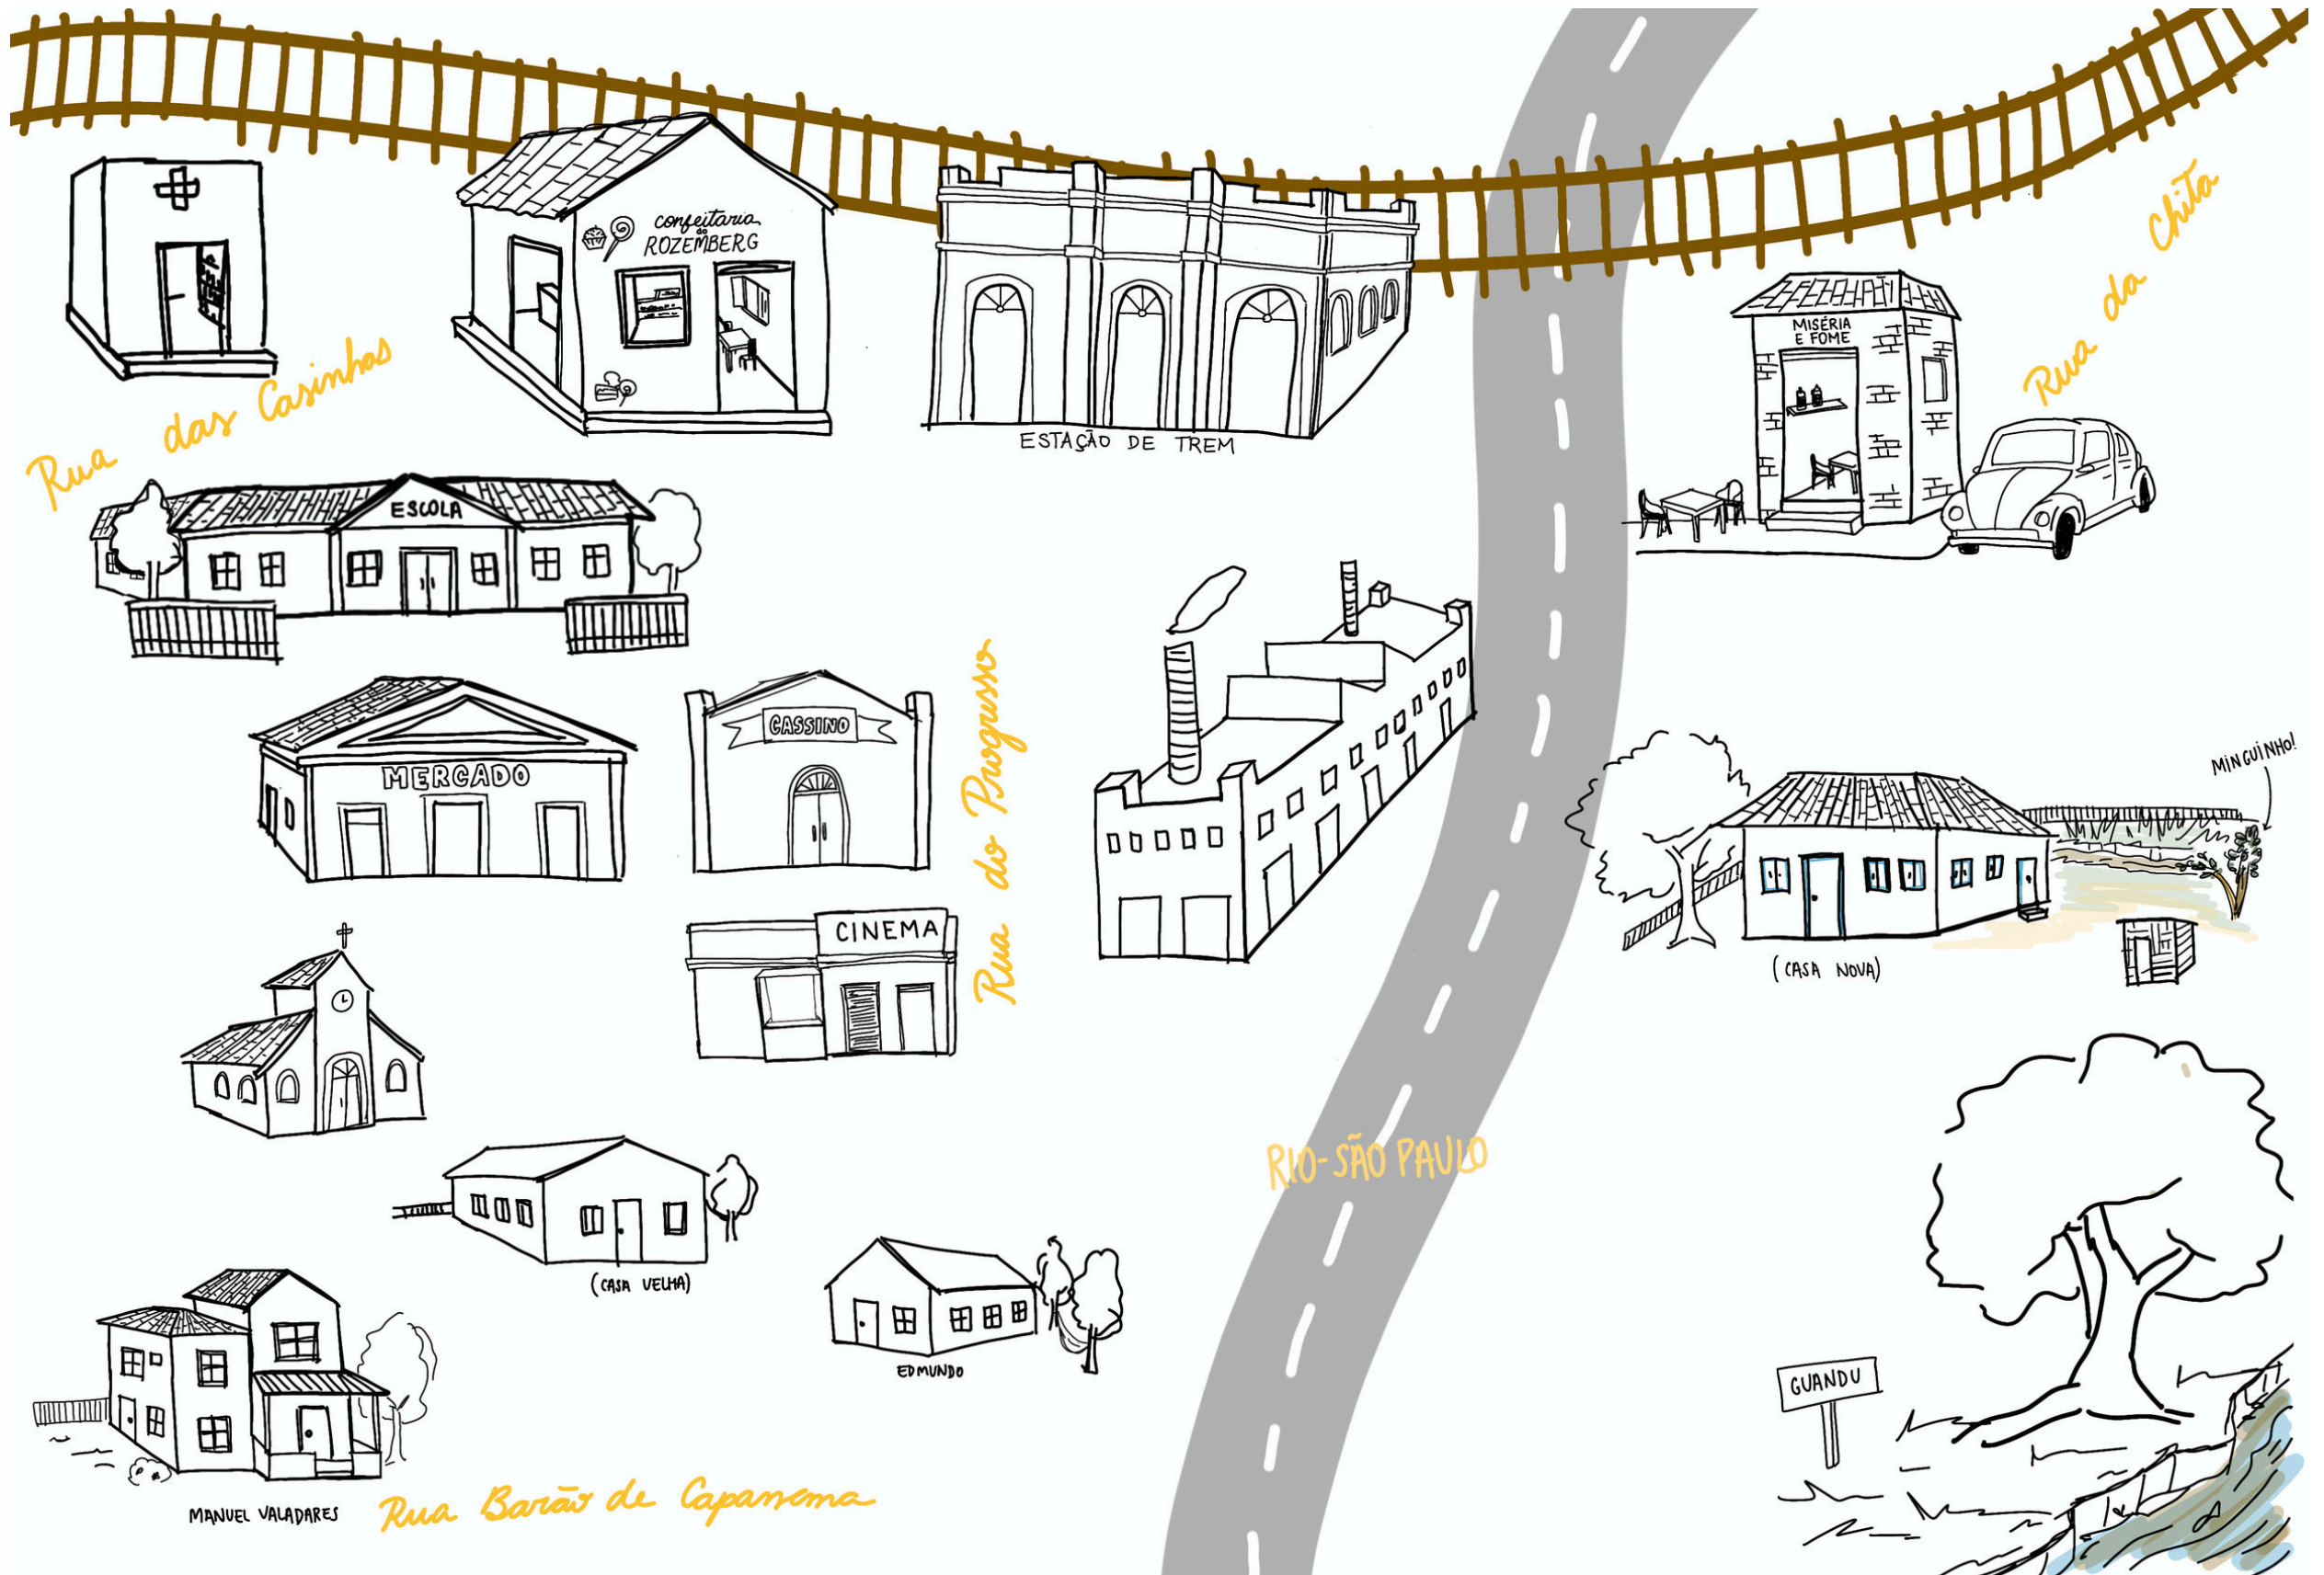 confeitaria
do
ROZEMBERG
Rua da Chita
MISÉRIA
E FOME
Rua das Casinhas
ESTAÇÃO DE TREM
ESCOLA
CASSINO
MERCADO
Rua do Progresso
MINGUINHO!
CINEMA
(CASA NOVA)
RIO-SÃO PAULO
(CASA VELHA)
EDMUNDO
GUANDU
MANUEL VALADARES
Rua Barão de Capanema